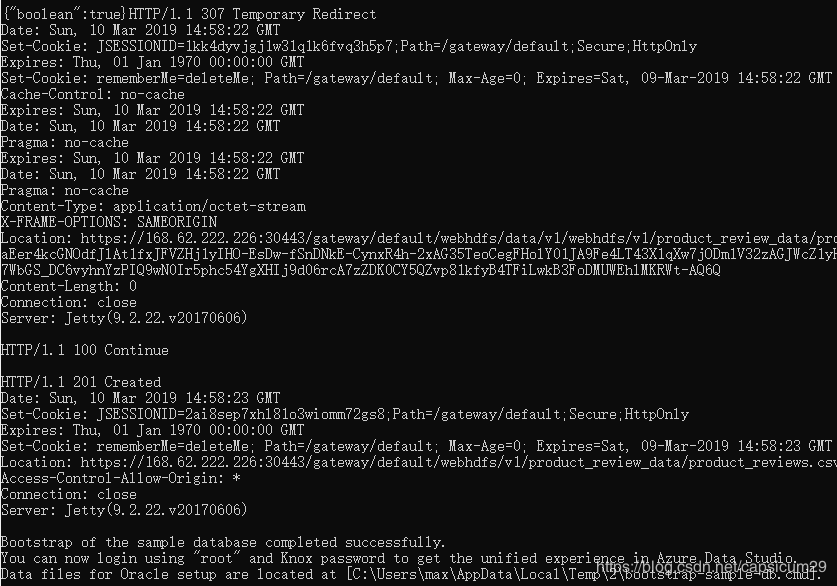 {"boolean":true}HTTP/1.1 307 Temporary Redirect
Date: Sun, 10 Mar 2019 14:58:22 GMT
Set-Cookie: JSESSIONID=1kk4dyvjgjlw31qlk6fvq3h5p7;Path=/gateway/default;Secure;HttpOnly
Expires: Thu, 01 Jan 1970 00:00:00 GMT
Set-Cookie: rememberMe=deleteMe; Path=/gateway/default; Max-Age=0; Expires=Sat, 09-Mar-2019 14:58:22 GMT
Cache-Control: no-cache
Expires: Sun, 10 Mar 2019 14:58:22 GMT
Date: Sun, 10 Mar 2019 14:58:22 GMT
Pragma: no-cache
Expires: Sun, 10 Mar 2019 14:58:22 GMT
Date: Sun, 10 Mar 2019 14:58:22 GMT
Pragma: no-cache
Content-Type: application/octet-stream
X-FRAME-OPTIONS: SAMEORIGIN
Location: https://168.62.222.226:30443/gateway/default/webhdfs/data/v1/webhdfs/v1/product_review_data/pro
aEer4kcGNOdfJlAt1fxJFVZHj1yIHO-EsDw-fSnDNkE-CynxR4h-2xAG35TeoCegFHo1Y01JA9Fe4LT43XlqXw7jODm1V32zAGJWcZ1yH
7WbGS_DC6vyhnYzPIQ9wN0Ir5phc54YgXHIj9d06rcA7zZDK0CY5QZvp81kfyB4TFiLwkB3FoDMUWEh1MKRWt-AQ6Q
Content-Length: 0
Connection: close
Server: Jetty(9.2.22.v20170606)
HTTP/1.1 100 Continue
HTTP/1.1 201 Created
Date: Sun, 10 Mar 2019 14:58:23 GMT
Set-Cookie: JSESSIONID=2ai8sep7xhl81o3wiomm72gs8;Path=/gateway/default;Secure;HttpOnly
Expires: Thu, 01 Jan 1970 00:00:00 GMT
Set-Cookie: rememberMe=deleteMe; Path=/gateway/default; Max-Age=0; Expires=Sat, 09-Mar-2019 14:58:23 GMT
Location: https://168.62.222.226:30443/gateway/default/webhdfs/v1/product_review_data/product_reviews.csv
Access-Control-Allow-Origin: *
Connection: close
Server: Jetty(9.2.22.v20170606)
Bootstrap of the sample database completed successfully.
You can now login using "root" and Knox password to get the unified experience in Azure Data Studio.
Data files for Oracle setup are located at [C:\Users\max\AppData\Local\Temp\2\bootstrap-sample-db.cmd].
https://blog.csdn.net/capsicum29